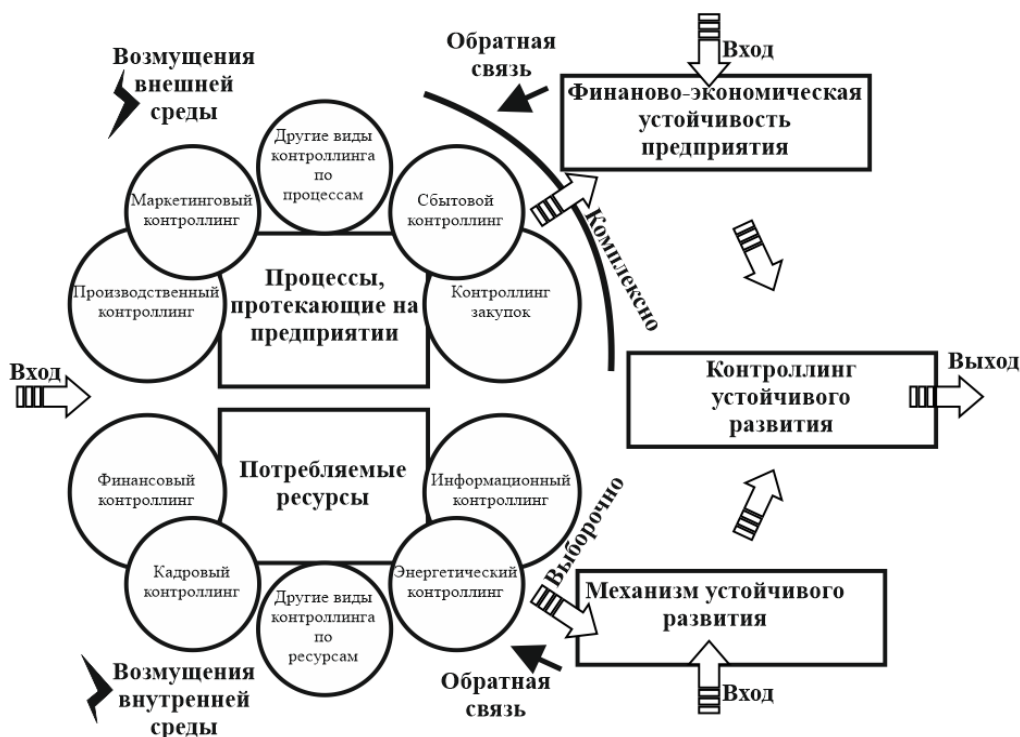 Возмущения
внешней
среды
Обратная
связь
Вход
Финаново-экономическая
устойчивость
предприятия
Другие виды
контроллинга
по
процессам
Маркетинговый
контроллинг
Сбытовой
контроллинг
Комплексно
Производственный
контроллинг
Процессы,
протекающие на
предприятии
Контроллинг
закупок
Вход
Контроллинг
устойчивого
развития
Выход
Финансовый
контроллинг
Потребляемые
ресурсы
Информационный
контроллинг
Выборочно
Кадровый
контроллинг
Другие виды
контроллинга
по
ресурсам
Энергетический
контроллинг
Механизм устойчивого
развития
Возмущения
внутренней
среды
Обратная
связь
Вход